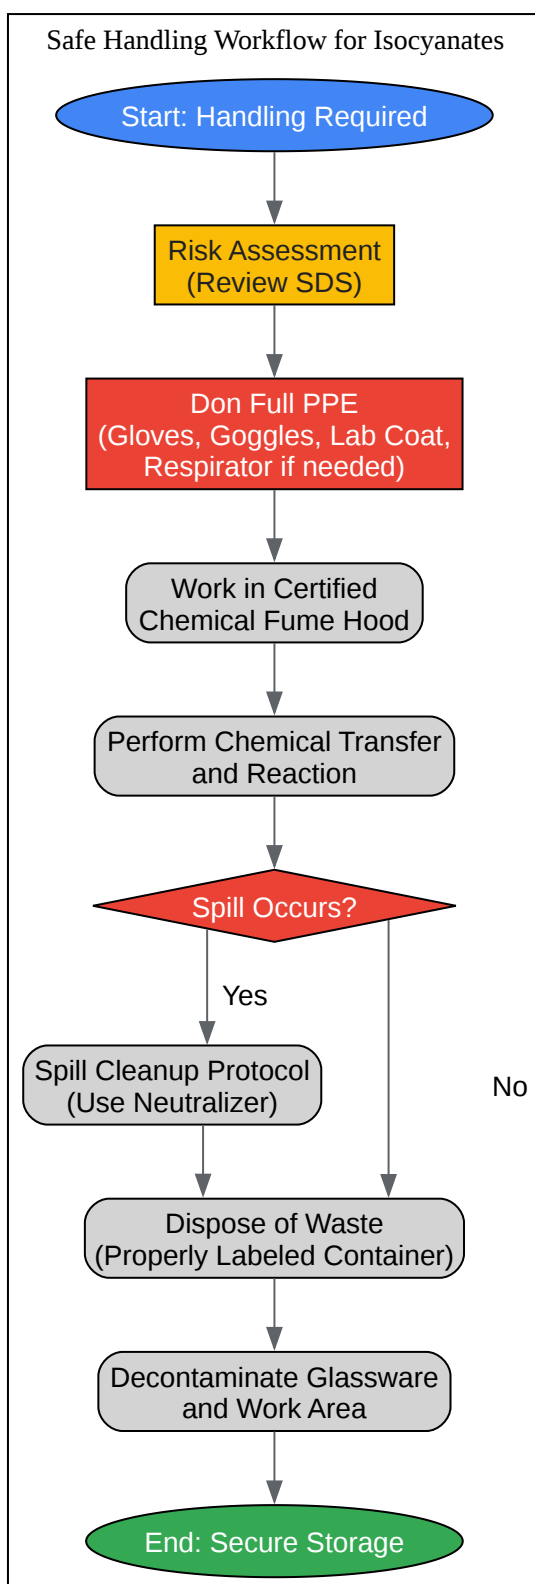 Safe Handling Workflow for Isocyanates
Start: Handling Required
Risk Assessment
(Review SDS)
Don Full PPE
(Gloves, Goggles, Lab Coat,
Respirator if needed)
Work in Certified
Chemical Fume Hood
Perform Chemical Transfer
and Reaction
Spill Occurs?
Yes
Spill Cleanup Protocol
(Use Neutralizer)
No
Dispose of Waste
(Properly Labeled Container)
Decontaminate Glassware
and Work Area
End: Secure Storage